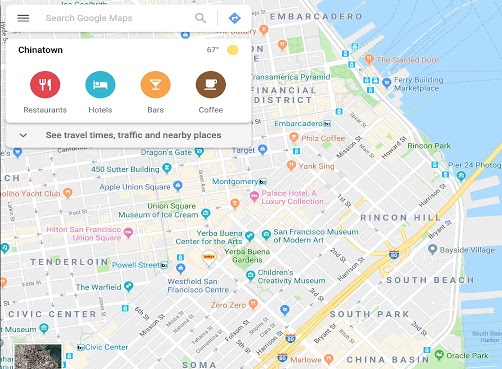 Search Google Maps
EMBARCADERO
Chinatown
67°
The Slanted Door
Restaurants
Hotels
Bars
Coffee
Transamerica Pyramid
Ferry Building
Marketplace
FINANCIAL
DISTRICT
Embarcadero
See travel times, traffic and nearby places
Philz Coffee
Rincon Park
Dragon's Gate
Target
Yank Sing
450 Sutter Building
Pier 24 Photog
Montgomery
Apple Union Square
Palace Hotel, A
Luxury Collection...
Union Square
Museum of Ice Cream
RINCON HILL
Hilton San Francisco
Union Square
Yerba Buena
Center for the Arts
San Francisco Museum
of Modern Art
Yerba Buena
Gardens
Bayside Village
TENDERLOIN
Powell Street
Children's
Creativity Museum
Westfield San
Francisco Centre
SOUTH BEACH
The Warfield
Zero Zero
CIVIC CENTER
SOUTH PARK
Art Museum
Civic Center
Marlowe
CHINA BASIN
Oracle Park
SOMA
Mission St
Howard St
Harrison St
Bryant St
1st St
2nd St
3rd St
6th St
Folsom St